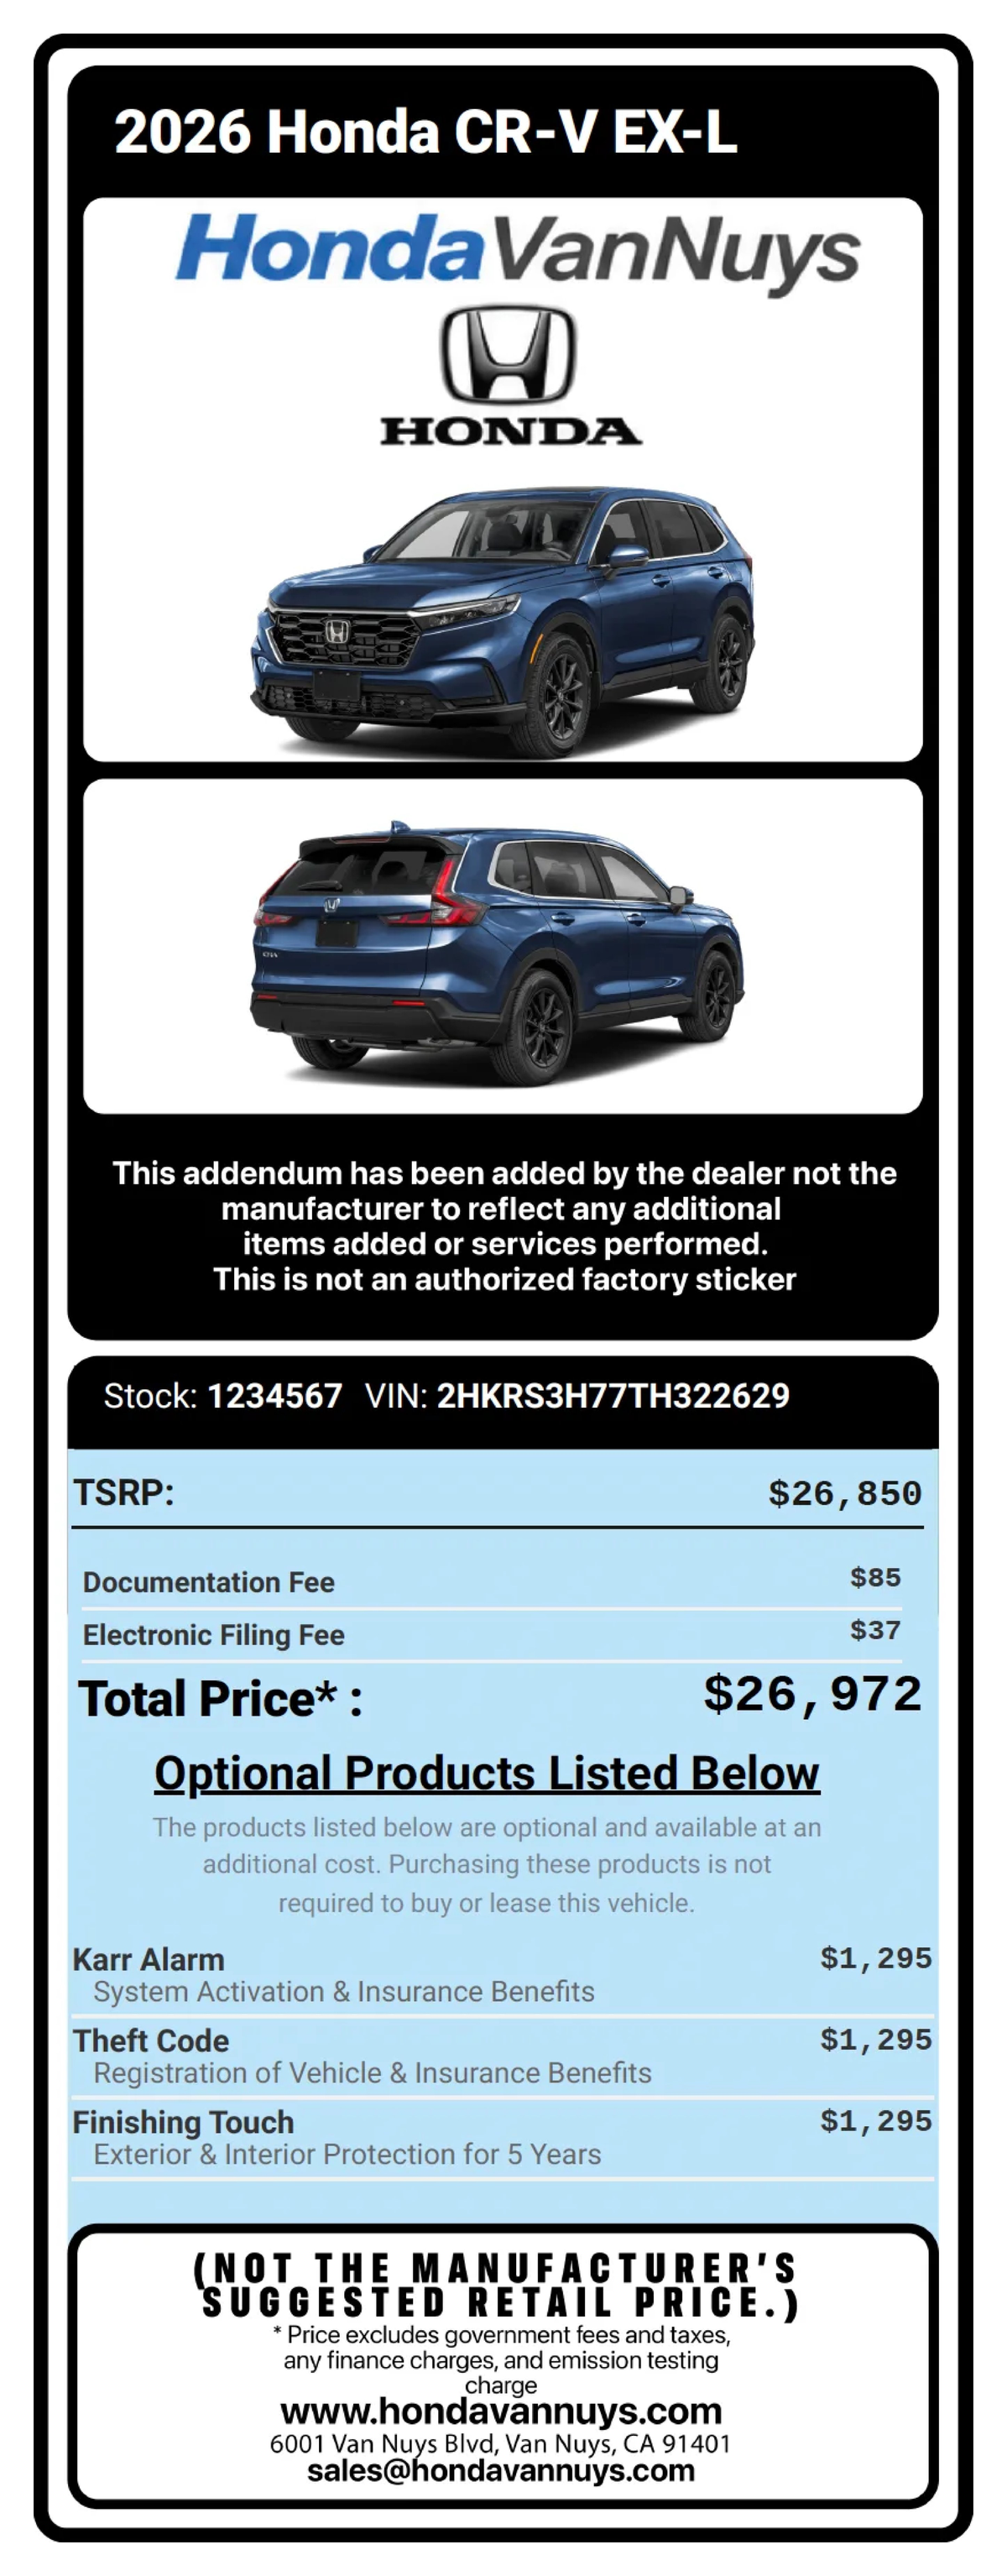 2026 Honda CR-V EX-L
HondaVanNuys
HONDA
This addendum has been added by the dealer not the
manufacturer to reflect any additional
items added or services performed.
This is not an authorized factory sticker
Stock: 1234567 VIN: 2HKRS3H77TH322629
TSRP: $26,850
Documentation Fee $85
Electronic Filing Fee $37
Total Price* : $26,972
Optional Products Listed Below
The products listed below are optional and available at an
additional cost. Purchasing these products is not
required to buy or lease this vehicle.
Karr Alarm $1,295
System Activation & Insurance Benefits
Theft Code $1,295
Registration of Vehicle & Insurance Benefits
Finishing Touch $1,295
Exterior & Interior Protection for 5 Years
(NOT THE MANUFACTURER'S
SUGGESTED RETAIL PRICE.)
* Price excludes government fees and taxes,
any finance charges, and emission testing
charge
www.hondavannuys.com
6001 Van Nuys Blvd, Van Nuys, CA 91401
sales@hondavannuys.com